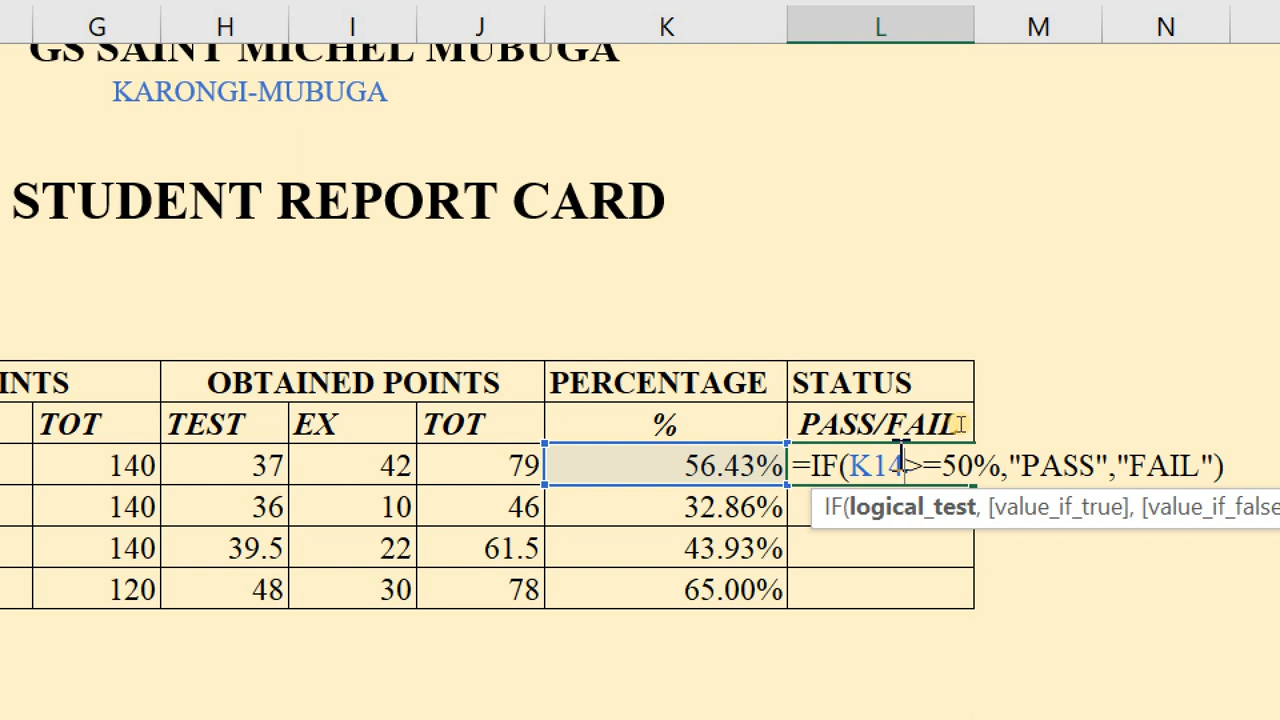 G H I J K L M N
GS SAINT MICHEL MUBUGA
KARONGI-MUBUGA
STUDENT REPORT CARD
INTS OBTAINED POINTS PERCENTAGE STATUS
TOT TEST EX TOT % PASS/FAIL
140 37 42 79 56.43% =IF(K14>=50%,"PASS","FAIL")
IF(logical_test, [value_if_true], [value_if_false
140 36 10 46 32.86%
140 39.5 22 61.5 43.93%
120 48 30 78 65.00%